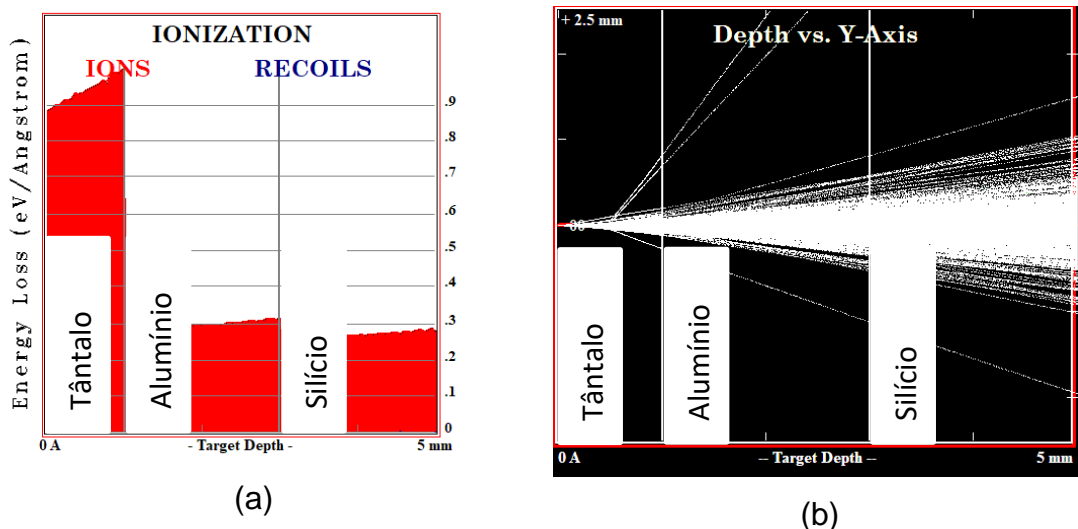 IONIZATION
IONS
RECOILS
Energy Loss (eV/Angstrom)
.9
.8
.7
.6
.5
.4
.3
.2
.1
0
Tântalo
Alumínio
Silício
0 A
- Target Depth -
5 mm
(a)
+ 2.5 mm
Depth vs. Y-Axis
Tântalo
Alumínio
Silício
0 A
-- Target Depth --
5 mm
(b)